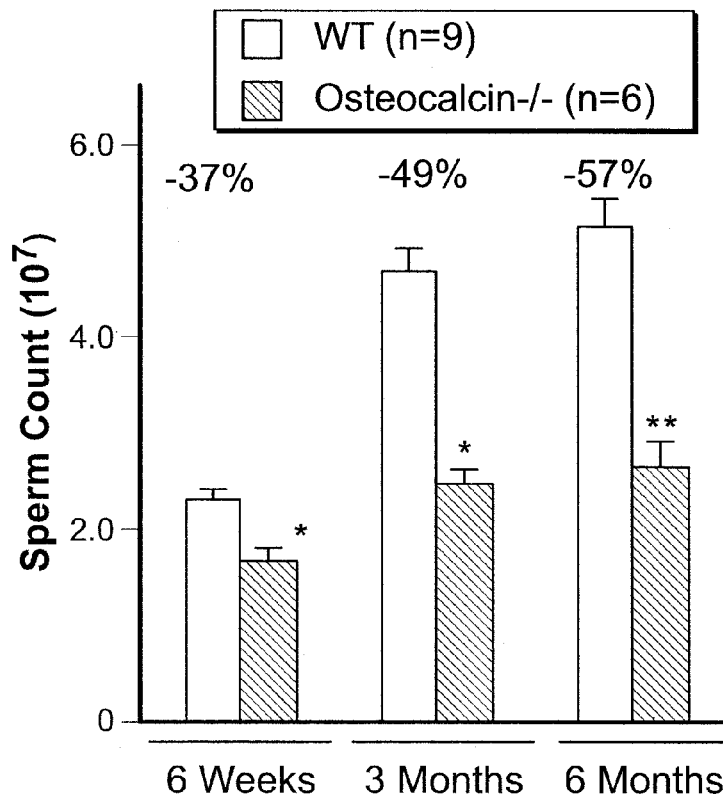 WT (n=9)
Osteocalcin-/- (n=6)
6.0
-37%
-49%
-57%
Sperm Count (10⁷)
4.0
*
**
2.0
*
0
6 Weeks
3 Months
6 Months